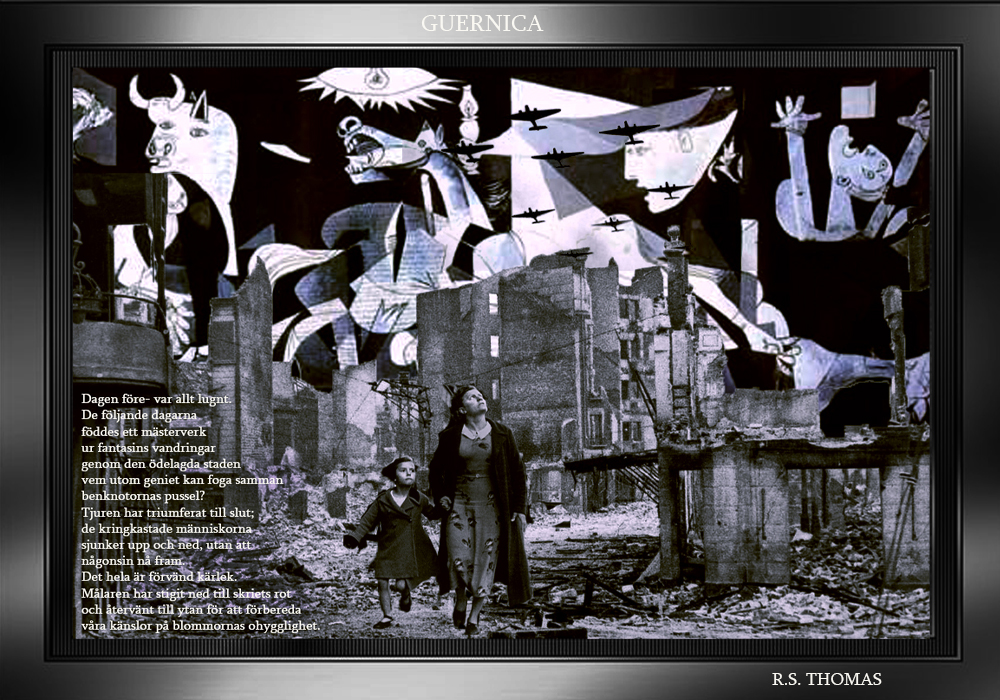 GUERNICA
Dagen före- var allt lugnt.
De följande dagarna
föddes ett mästerverk
ur fantasins vandringar
genom den ödelagda staden
vem utom geniet kan foga samman
benknotornas pussel?
Tjuren har triumferat till slut;
de kringkastade människorna
sjunker upp och ned, utan att
någonsin nå fram.
Det hela är förvänd kärlek.
Målaren har stigit ned till skriets rot
och återvänt till ytan för att förbereda
våra känslor på blommornas ohygglighet.
R.S. THOMAS